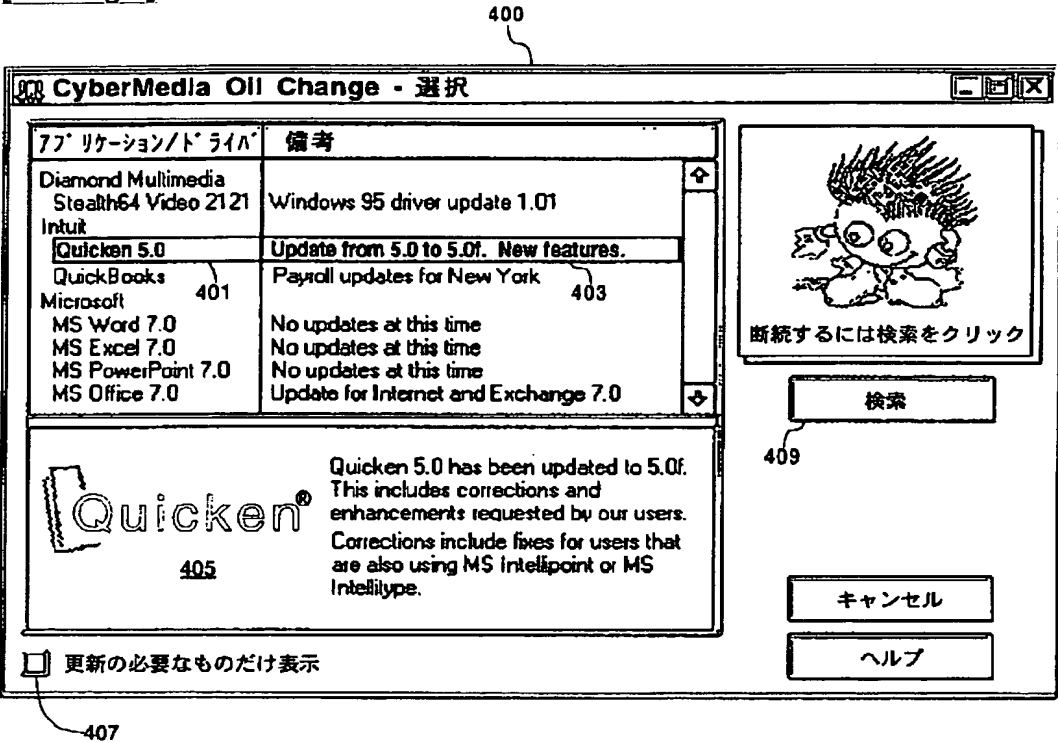 400
CyberMedia Oil Change - 選択
アプリケーション/ドライバ 備考
Diamond Multimedia
Stealth64 Video 2121 Windows 95 driver update 1.01
Intuit
Quicken 5.0 Update from 5.0 to 5.0f. New features.
QuickBooks Payroll updates for New York
401 403
Microsoft
MS Word 7.0 No updates at this time
MS Excel 7.0 No updates at this time
MS PowerPoint 7.0 No updates at this time
MS Office 7.0 Update for Internet and Exchange 7.0
断続するには検索をクリック
検索
409
Quicken®
405
Quicken 5.0 has been updated to 5.0f.
This includes corrections and
enhancements requested by our users.
Corrections include fixes for users that
are also using MS Intellipoint or MS
Intellitype.
キャンセル
ヘルプ
更新の必要なものだけ表示
407